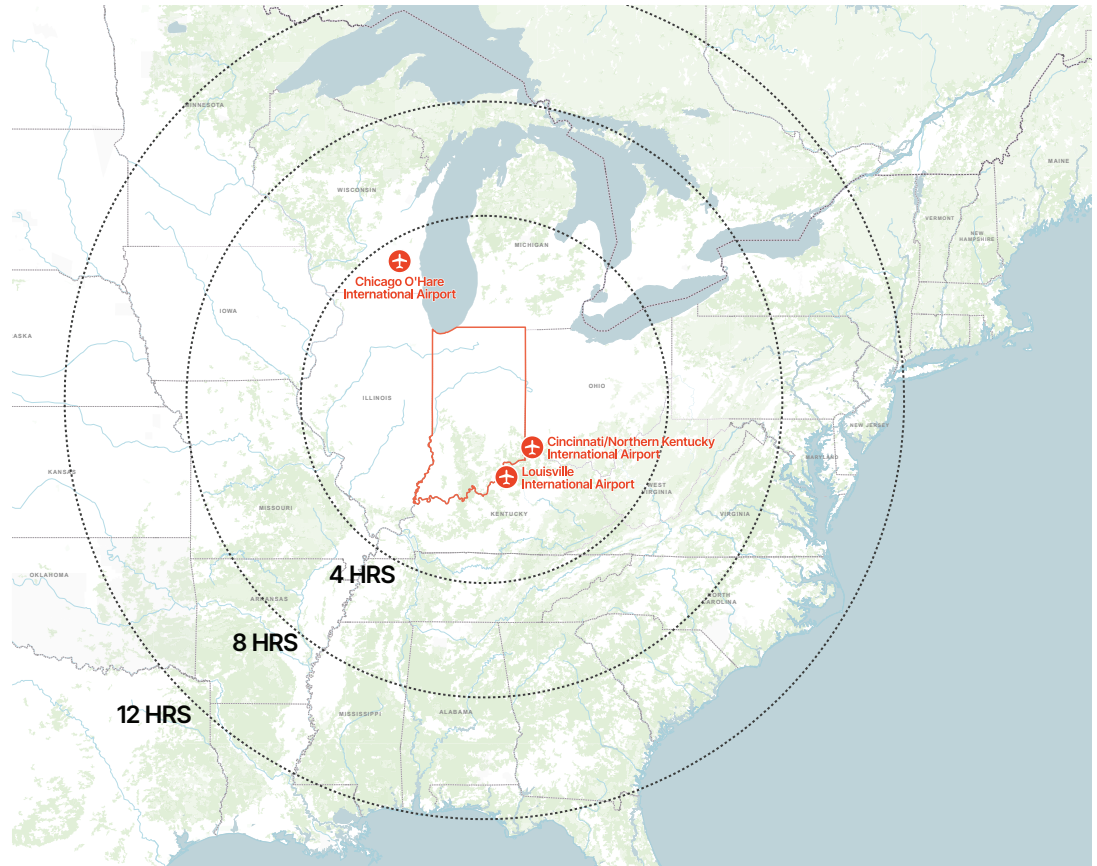 MINNESOTA
MAINE
WISCONSIN
VERMONT
NEW
HAMPSHIRE
MICHIGAN
Chicago O'Hare
International Airport
IOWA
ASKA
OHIO
ILLINOIS
NEW JERSEY
Cincinnati/Northern Kentucky
International Airport
MARYLAND
KANSAS
Louisville
International Airport
WEST
VIRGINIA
MISSOURI
KENTUCKY
VIRGINIA
4 HRS
OKLAHOMA
ARKANSAS
NORTH
CAROLINA
8 HRS
12 HRS
MISSISSIPPI
ALABAMA